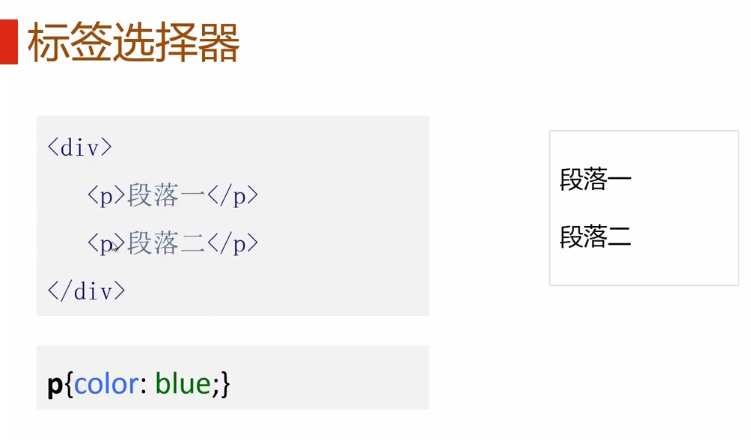 标签选择器
<div>
<p>段落一</p>
<p>段落二</p>
</div>
段落一
段落二
p{color: blue;}